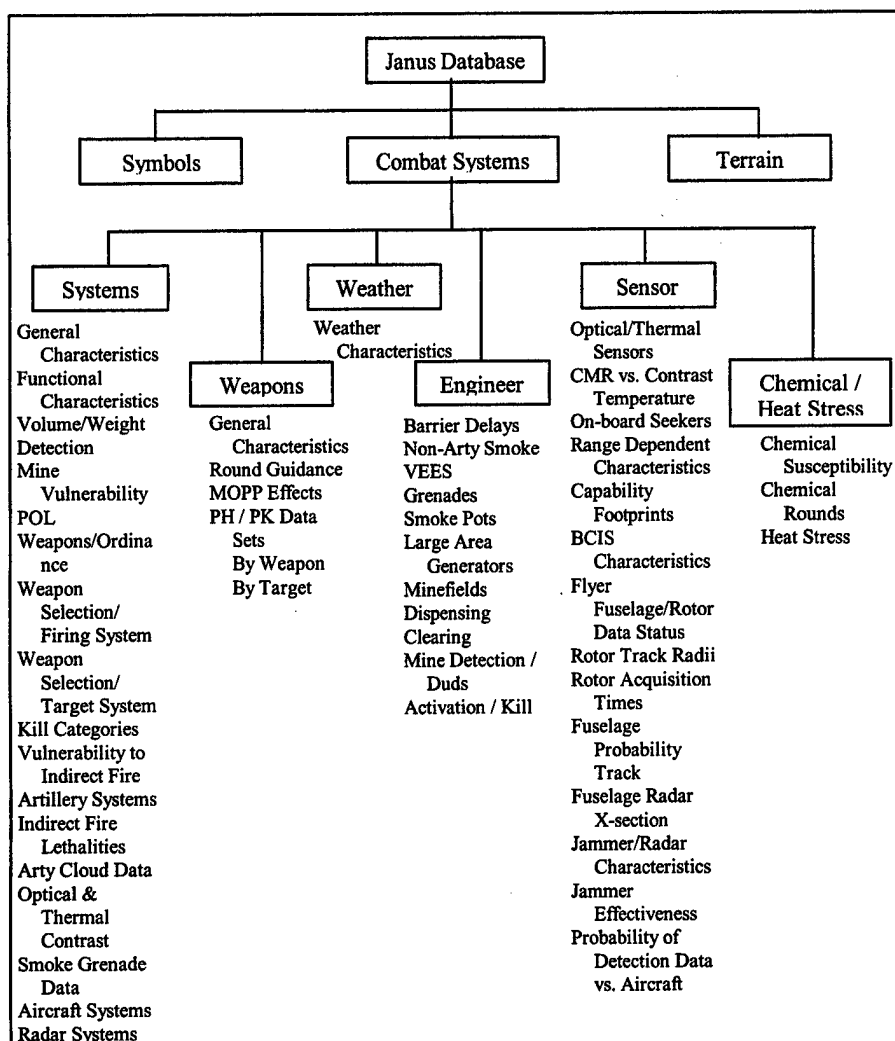 Janus Database
Symbols
Combat Systems
Terrain
Systems
General
Characteristics
Functional
Characteristics
Volume/Weight
Detection
Mine
Vulnerability
POL
Weapons/Ordina
nce
Weapon
Selection/
Firing System
Weapon
Selection/
Target System
Kill Categories
Vulnerability to
Indirect Fire
Artillery Systems
Indirect Fire
Lethalities
Arty Cloud Data
Optical &
Thermal
Contrast
Smoke Grenade
Data
Aircraft Systems
Radar Systems
Weapons
General
Characteristics
Round Guidance
MOPP Effects
PH / PK Data
Sets
By Weapon
By Target
Weather
Weather
Characteristics
Engineer
Barrier Delays
Non-Arty Smoke
VEES
Grenades
Smoke Pots
Large Area
Generators
Minefields
Dispensing
Clearing
Mine Detection /
Duds
Activation / Kill
Sensor
Optical/Thermal
Sensors
CMR vs. Contrast
Temperature
On-board Seekers
Range Dependent
Characteristics
Capability
Footprints
BCIS
Characteristics
Flyer
Fuselage/Rotor
Data Status
Rotor Track Radii
Rotor Acquisition
Times
Fuselage
Probability
Track
Fuselage Radar
X-section
Jammer/Radar
Characteristics
Jammer
Effectiveness
Probability of
Detection Data
vs. Aircraft
Chemical /
Heat Stress
Chemical
Susceptibility
Chemical
Rounds
Heat Stress